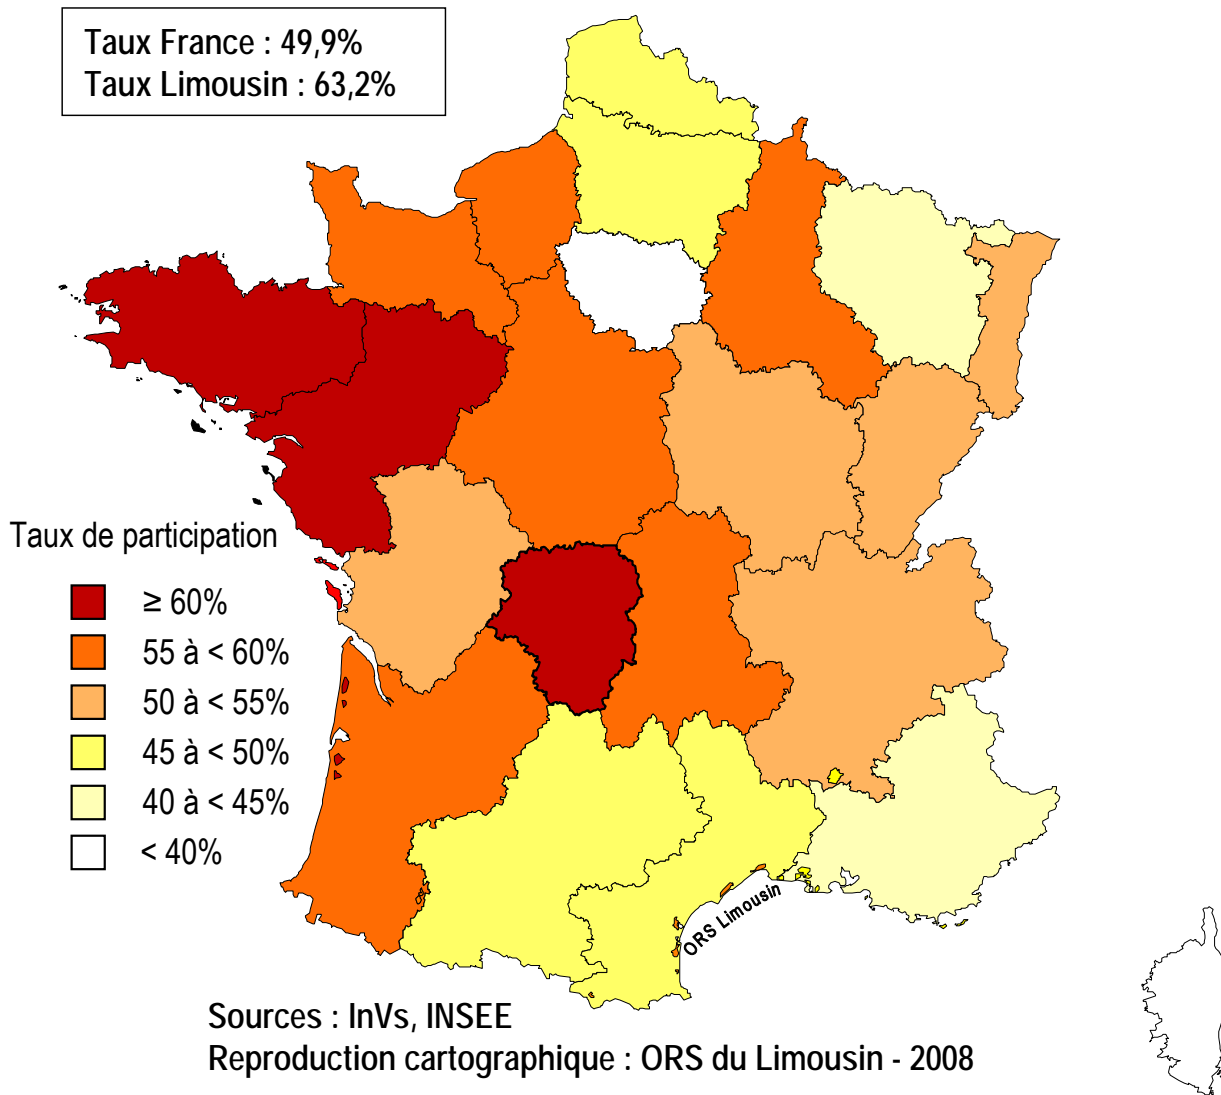 Taux France : 49,9%
Taux Limousin : 63,2%
Taux de participation
≥ 60%
55 à < 60%
50 à < 55%
45 à < 50%
40 à < 45%
< 40%
ORS Limousin
Sources : InVs, INSEE
Reproduction cartographique : ORS du Limousin - 2008